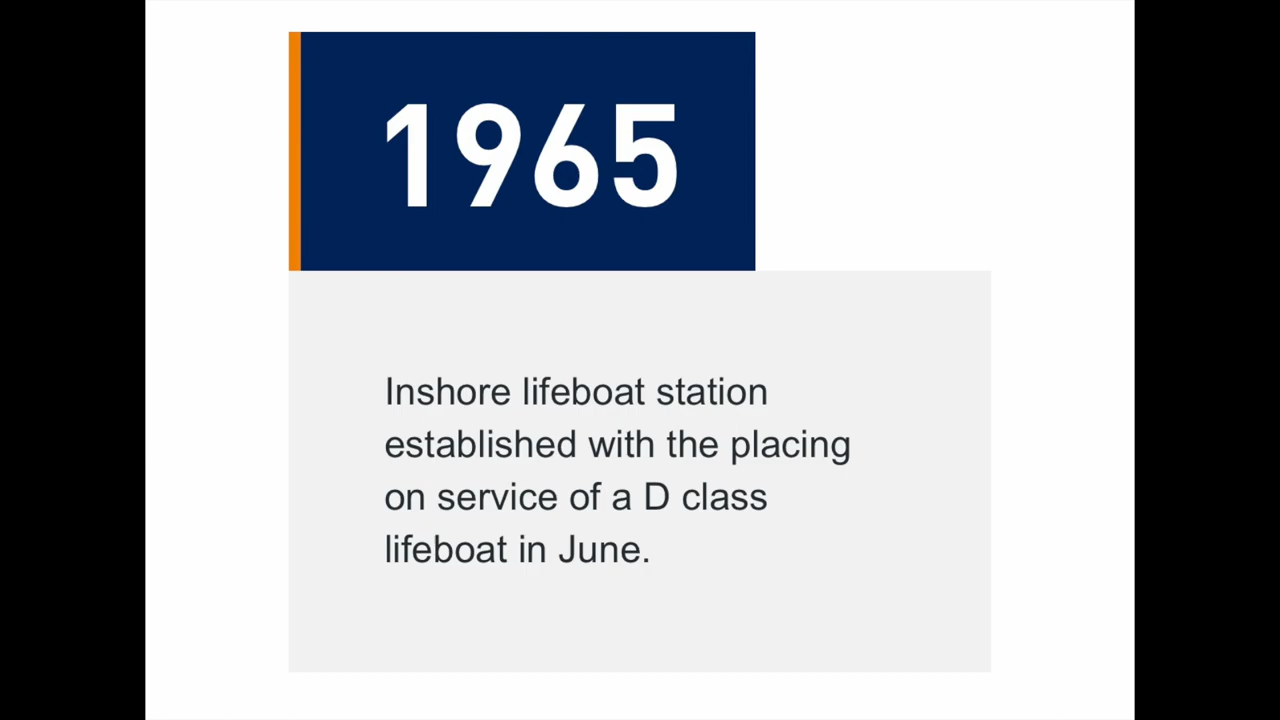 1965
Inshore lifeboat station
established with the placing
on service of a D class
lifeboat in June.